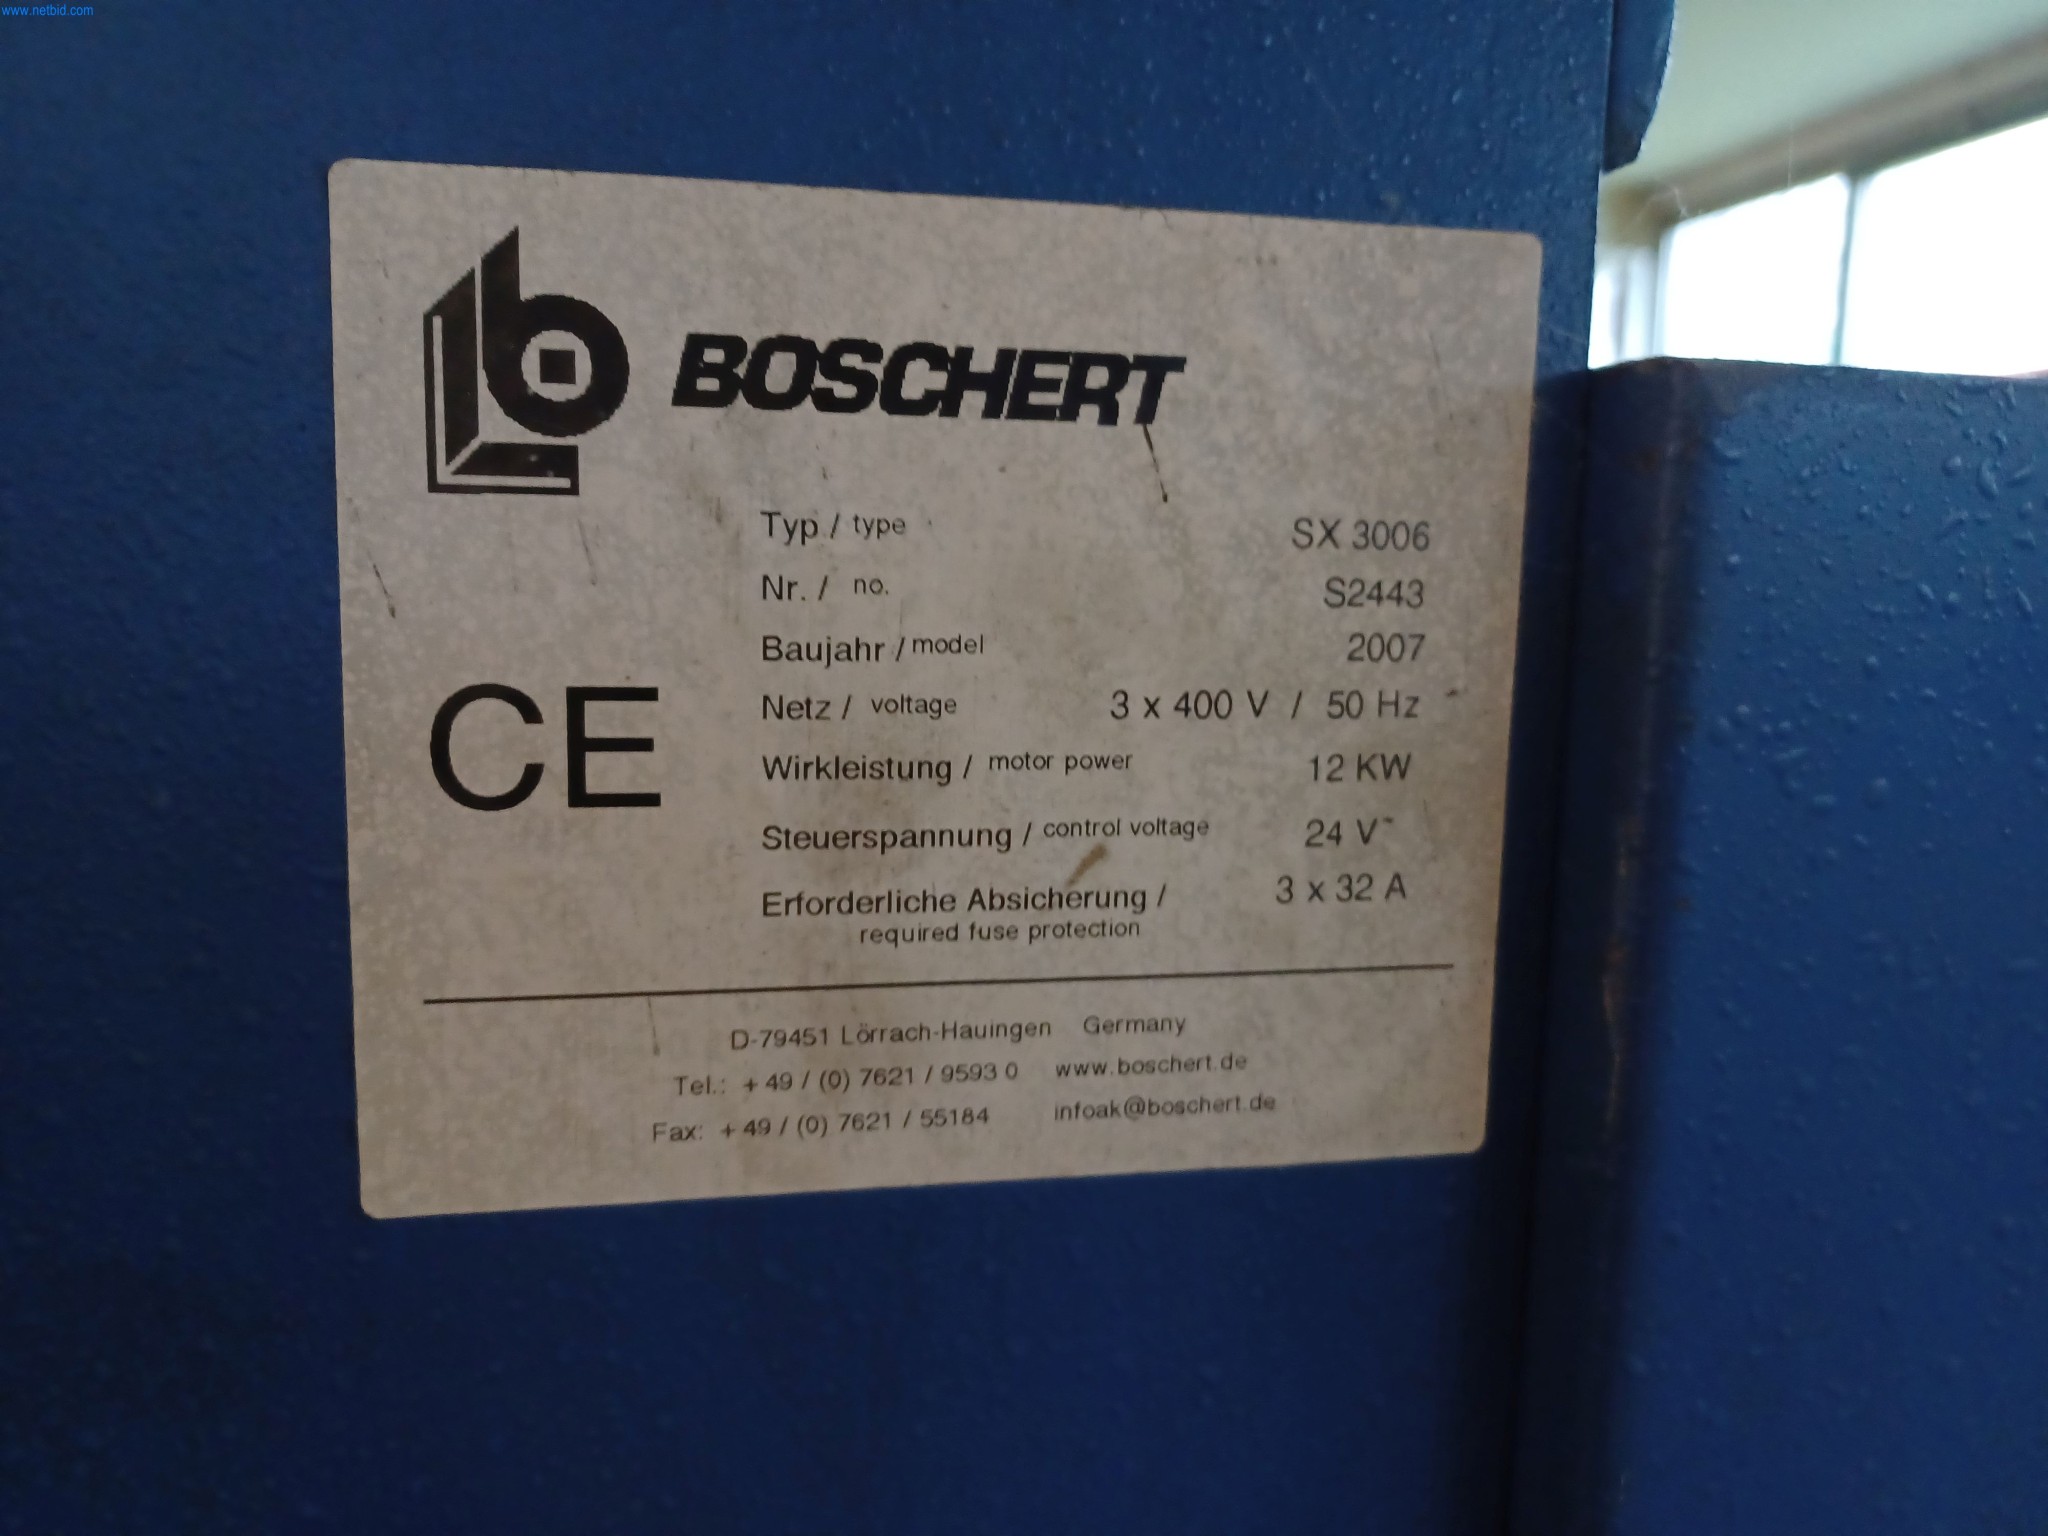 www.netbid.com
BOSCHERT
Typ / type SX 3006
Nr. / no. S2443
Baujahr / model 2007
Netz / voltage 3 x 400 V / 50 Hz
CE
Wirkleistung / motor power 12 KW
Steuerspannung / control voltage 24 V~
Erforderliche Absicherung / 3 x 32 A
required fuse protection
D-79451 Lörrach-Hauingen Germany
Tel.: + 49 / (0) 7621 / 9593 0 www.boschert.de
Fax: + 49 / (0) 7621 / 55184 infoak@boschert.de